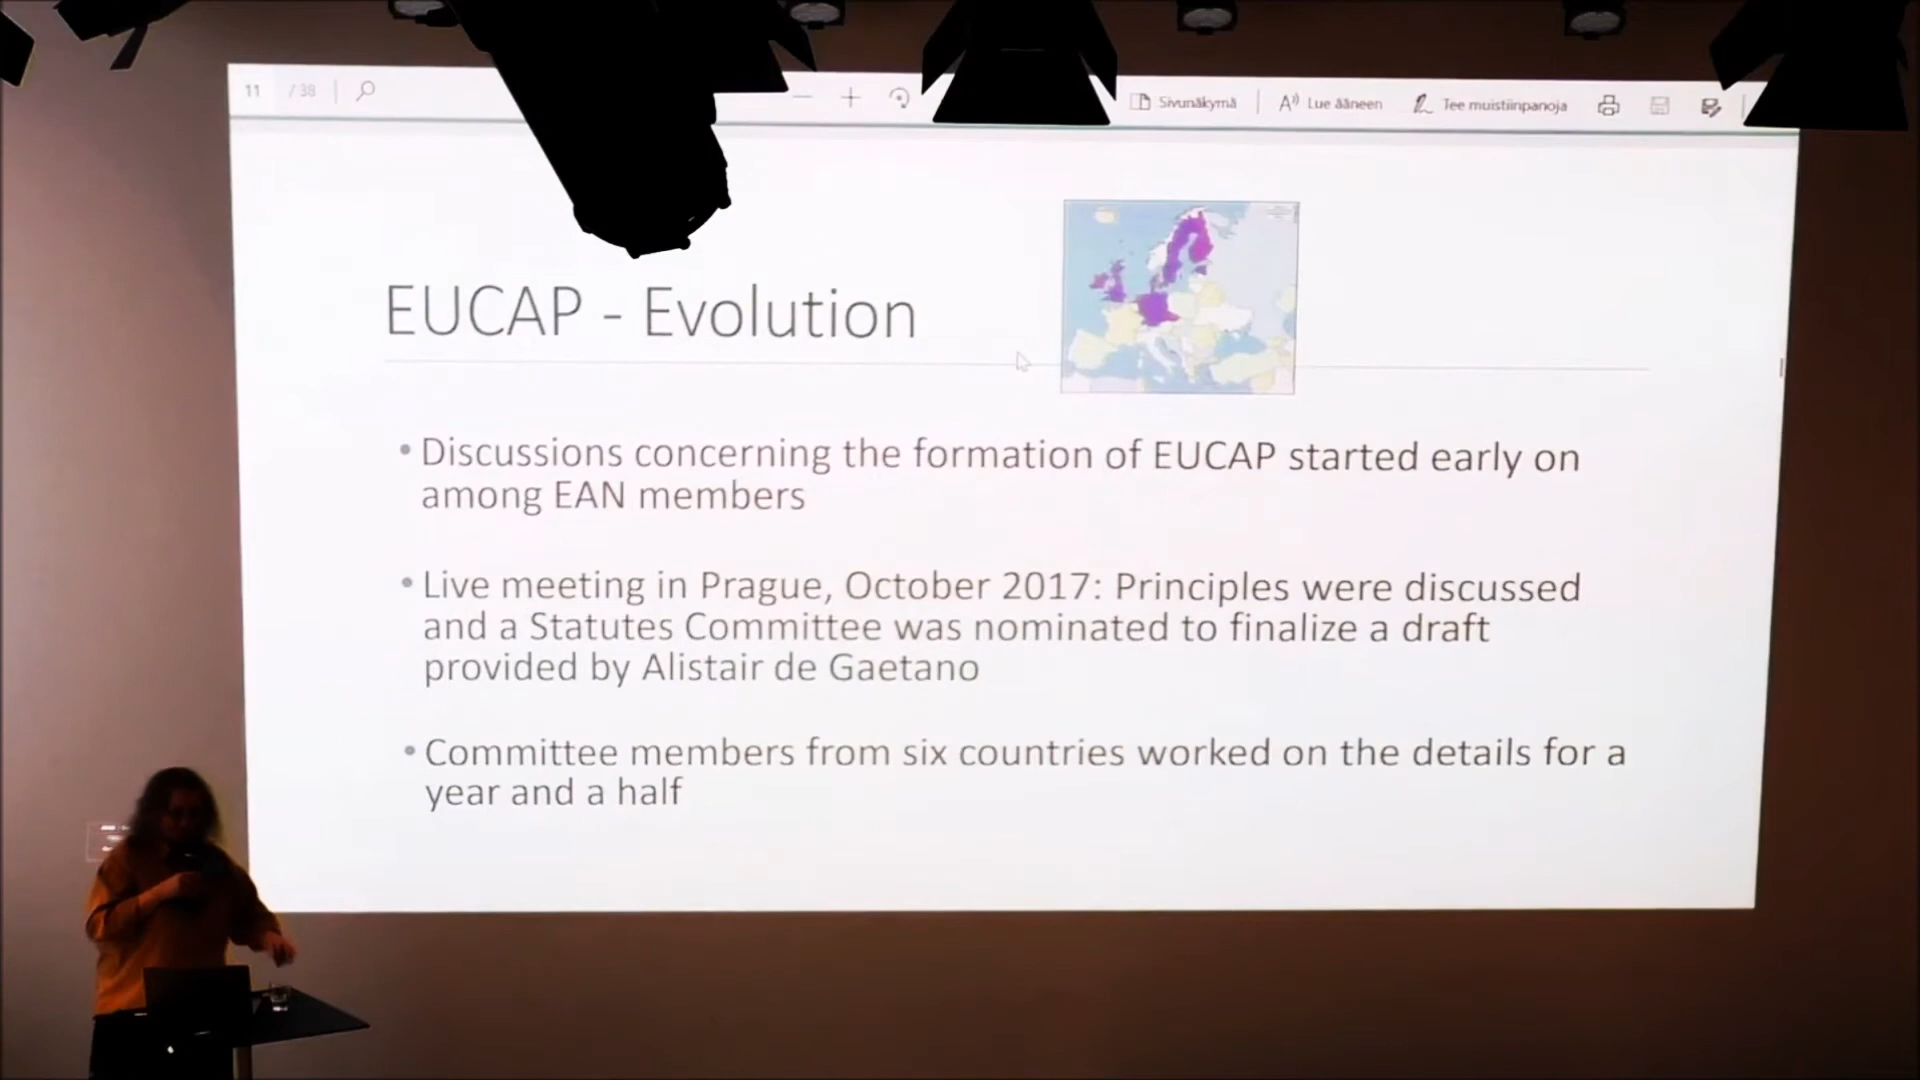 11 / 38
Sivunäkymä
Lue ääneen
Tee muistiinpanoja
EUCAP - Evolution
• Discussions concerning the formation of EUCAP started early on
among EAN members
• Live meeting in Prague, October 2017: Principles were discussed
and a Statutes Committee was nominated to finalize a draft
provided by Alistair de Gaetano
• Committee members from six countries worked on the details for a
year and a half